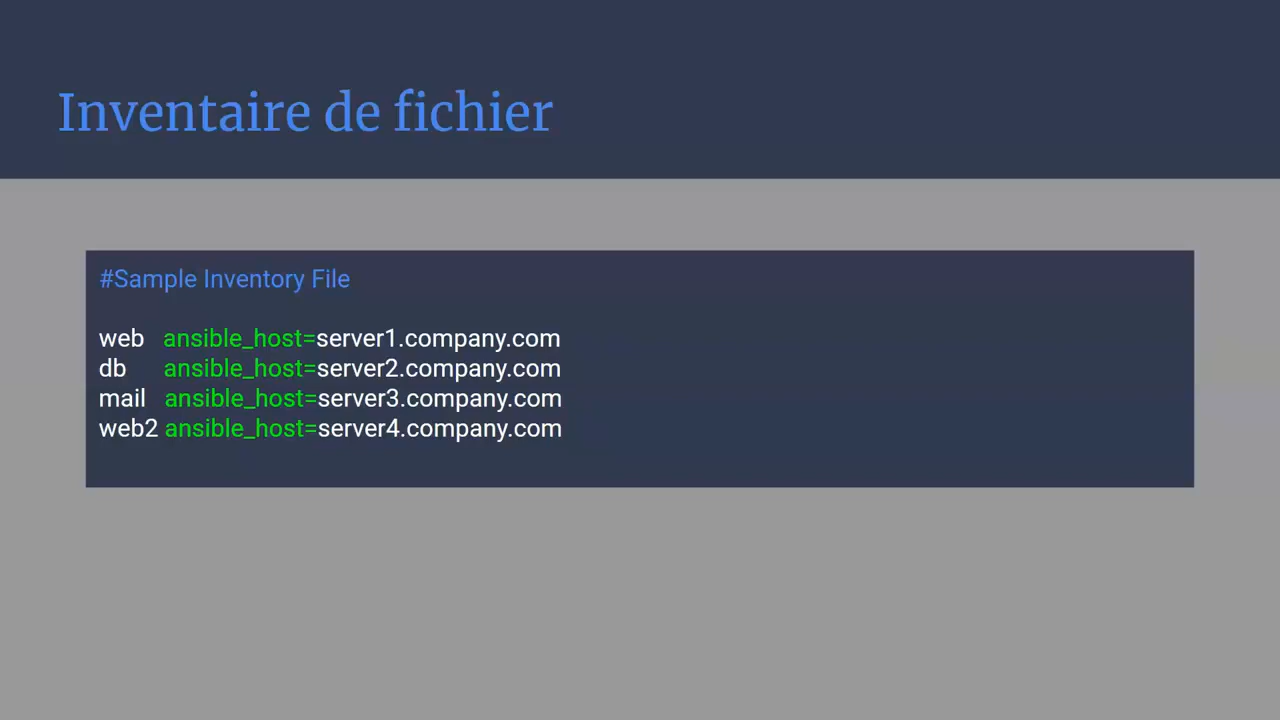 Inventaire de fichier
#Sample Inventory File
web ansible_host=server1.company.com
db ansible_host=server2.company.com
mail ansible_host=server3.company.com
web2 ansible_host=server4.company.com